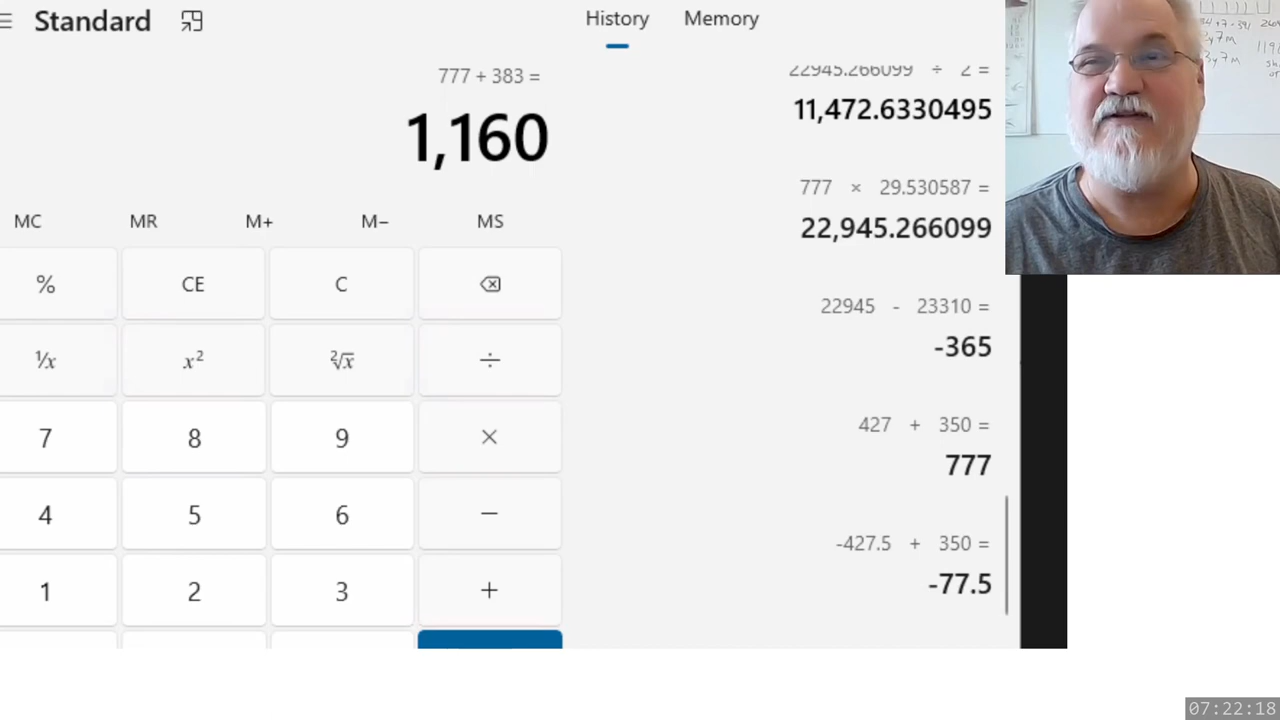 Standard
History Memory
777 + 383 =
1,160
22945.266099 ÷ 2 =
11,472.6330495
777 × 29.530587 =
22,945.266099
22945 - 23310 =
-365
427 + 350 =
777
-427.5 + 350 =
-77.5
MC MR M+ M− MS
% CE C
⅟x x² ²√x ÷
7 8 9 ×
4 5 6 −
1 2 3 +
07:22:18